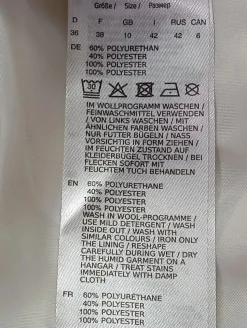 Größe / Size / Размер
D F GB I RUS CAN
36 38 10 42 42 6
DE 60% POLYURETHAN
40% POLYESTER
100% POLYESTER
100% POLYESTER
30
IM WOLLPROGRAMM WASCHEN /
FEINWASCHMITTEL VERWENDEN
/ VON LINKS WASCHEN / MIT
ÄHNLICHEN FARBEN WASCHEN /
NUR FUTTER BÜGELN / NASS
VORSICHTIG IN FORM ZIEHEN /
IM FEUCHTEN ZUSTAND AUF
KLEIDERBÜGEL TROCKNEN / BEI
FLECKEN SOFORT MIT
FEUCHTEM TUCH BEHANDELN
EN 60% POLYURETHANE
40% POLYESTER
100% POLYESTER
100% POLYESTER
WASH IN WOOL-PROGRAMME /
USE MILD DETERGENT / WASH
INSIDE OUT / WASH WITH
SIMILAR COLOURS / IRON ONLY
THE LINING / RESHAPE
CAREFULLY DURING WET / DRY
THE HUMID GARMENT ON A
HANGAR / TREAT STAINS
IMMEDIATELY WITH DAMP
CLOTH
FR 60% POLYURETHANE
40% POLYESTER
100% POLYESTER
100% POLYESTER